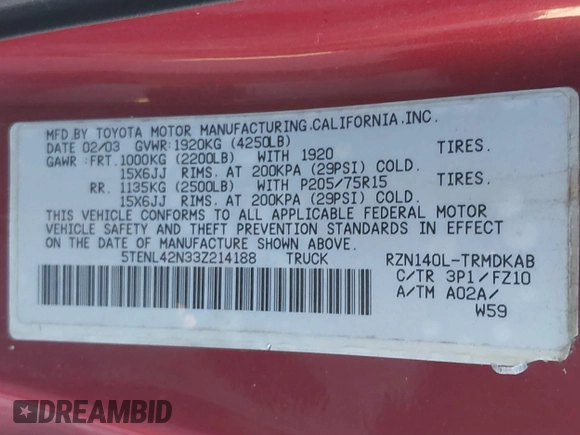 MFD.BY TOYOTA MOTOR MANUFACTURING.CALIFORNIA.INC.
DATE 02/03 GVWR:1920KG (4250LB)
GAWR:FRT.1000KG (2200LB) WITH 1920 TIRES.
15X6JJ RIMS. AT 200KPA (29PSI) COLD.
RR. 1135KG (2500LB) WITH P205/75R15 TIRES.
15X6JJ RIMS. AT 200KPA (29PSI) COLD.
THIS VEHICLE CONFORMS TO ALL APPLICABLE FEDERAL MOTOR
VEHICLE SAFETY AND THEFT PREVENTION STANDARDS IN EFFECT
ON THE DATE OF MANUFACTURE SHOWN ABOVE.
5TENL42N33Z214188 TRUCK RZN140L-TRMDKAB
C/TR 3P1/FZ10
A/TM A02A/
W59
DREAMBID